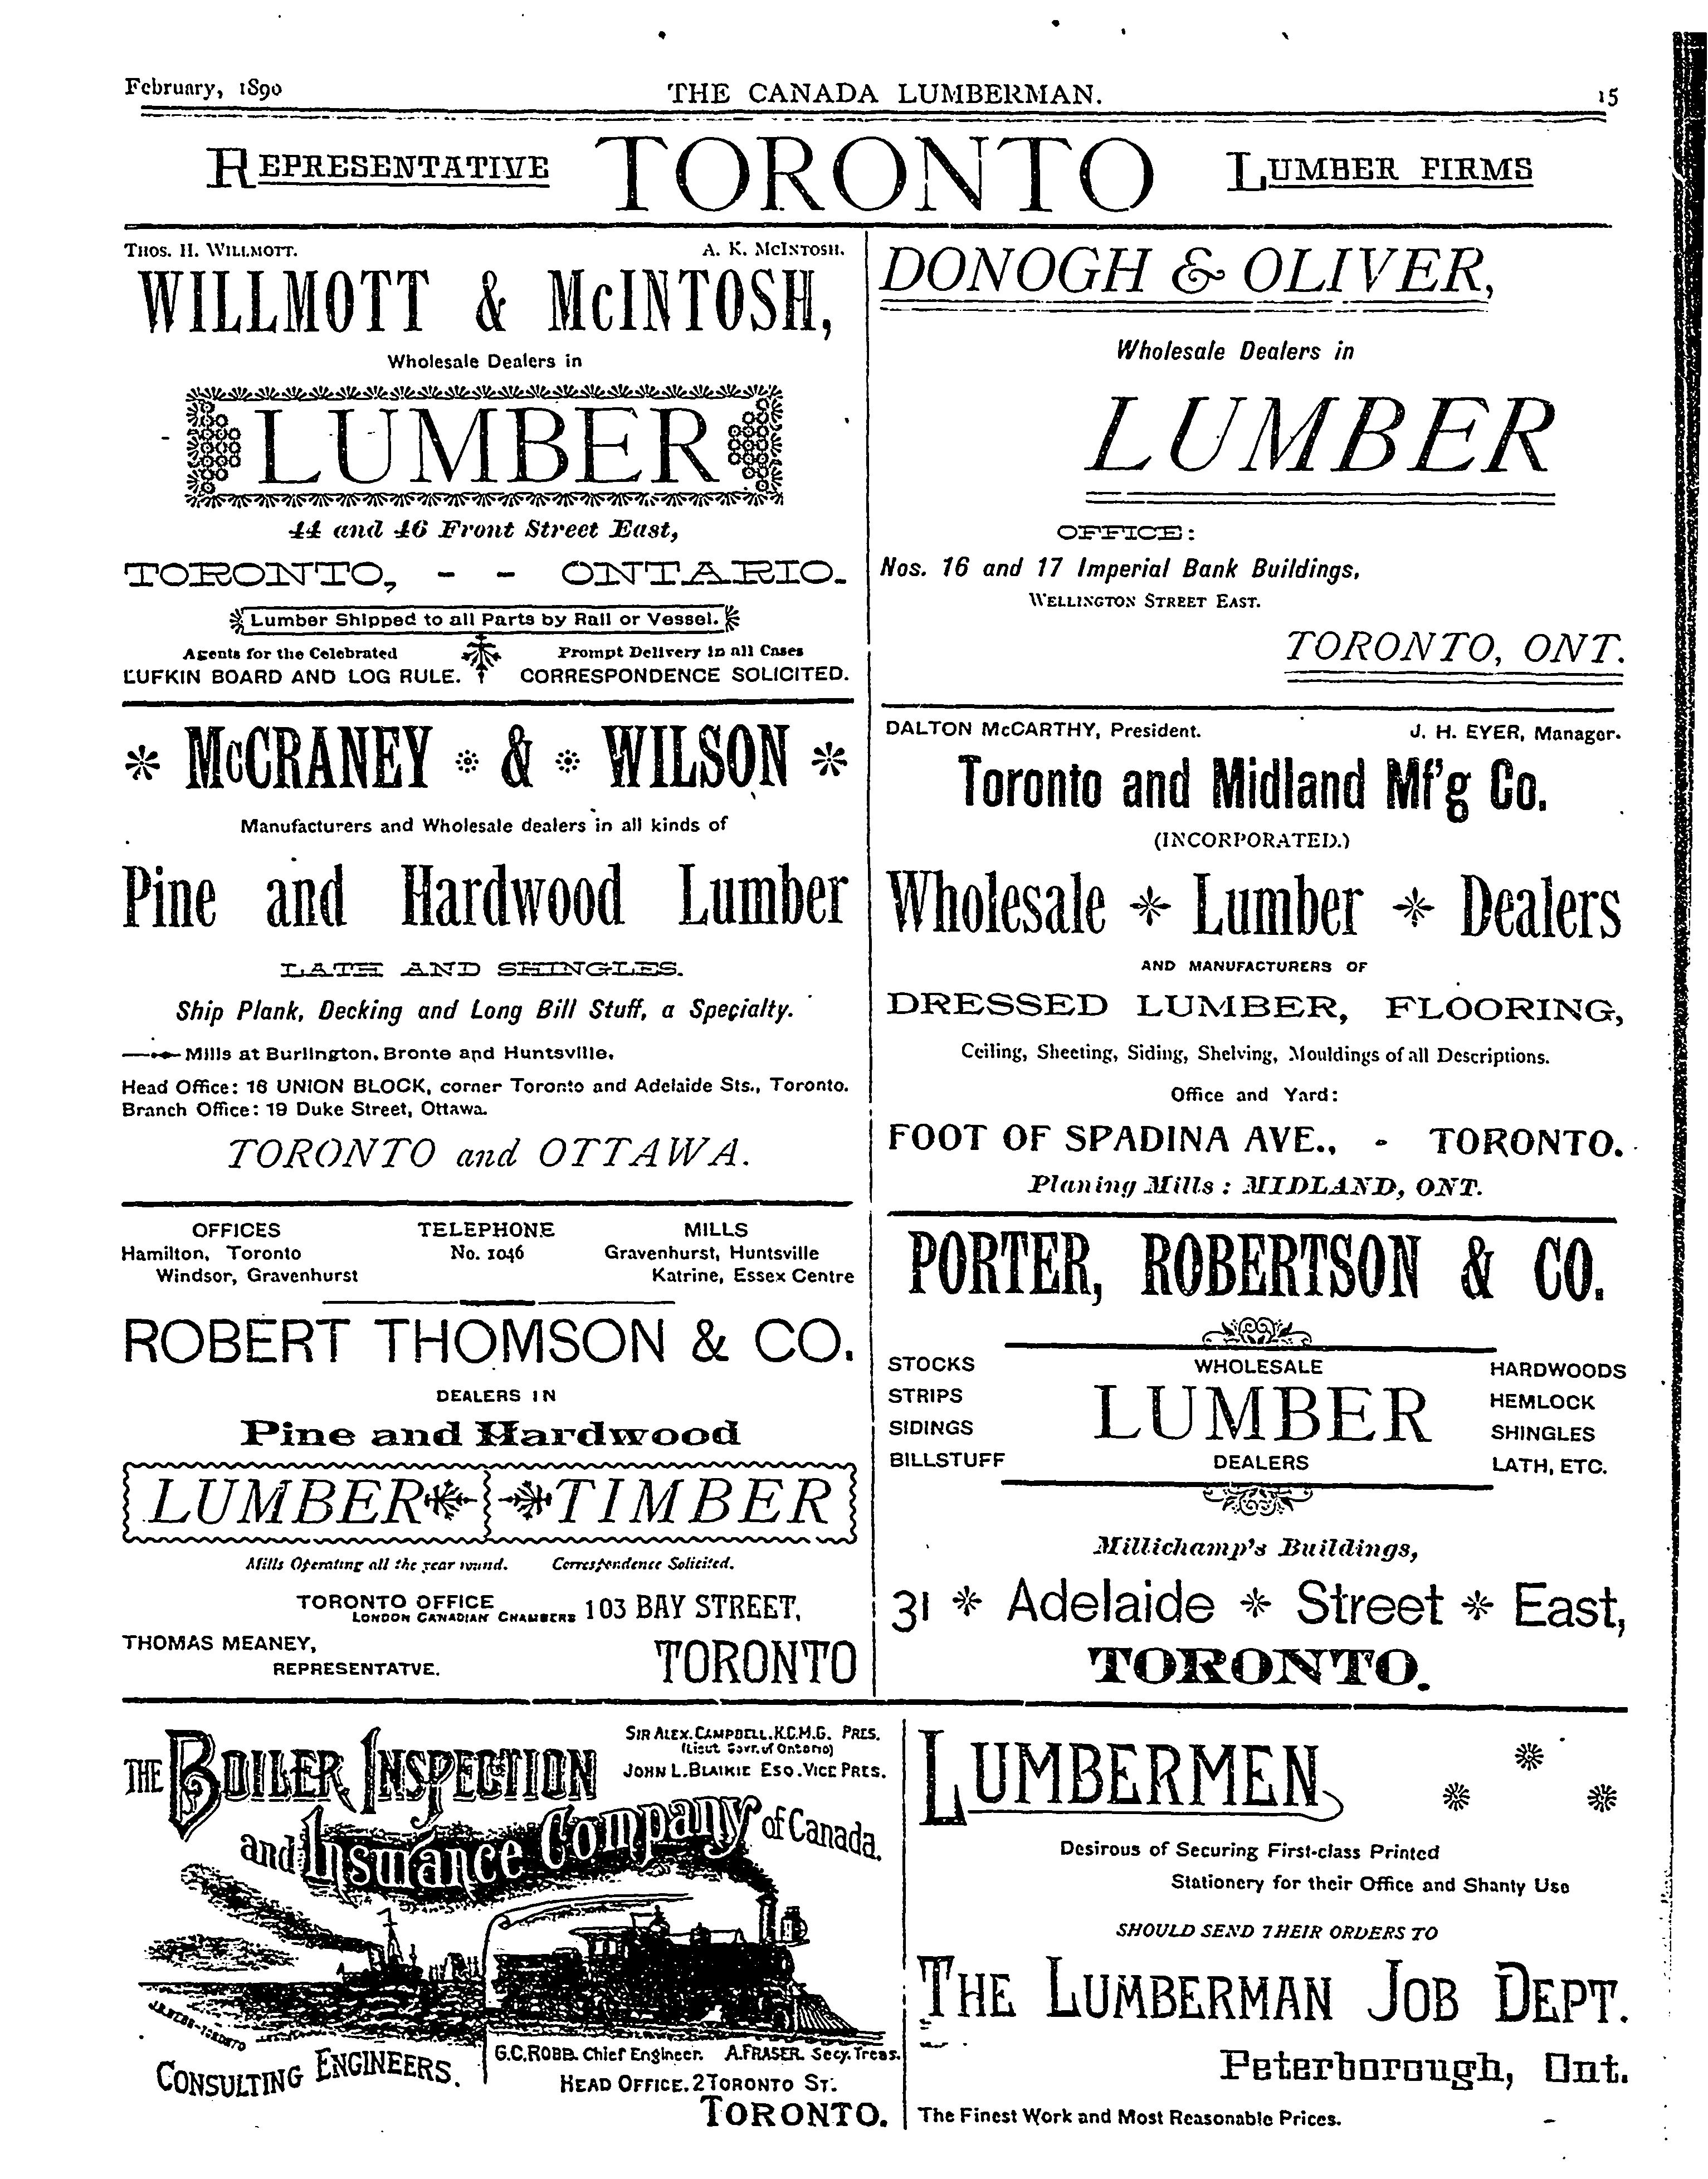 February, 1890 THE CANADA LUMBERMAN. 15
REPRESENTATIVE TORONTO LUMBER FIRMS
THOS. H. WILLMOTT. A. K. MCINTOSH.
WILLMOTT & McINTOSH,
Wholesale Dealers in
LUMBER
44 and 46 Front Street East,
TORONTO, - - ONTARIO.
Lumber Shipped to all Parts by Rail or Vessel.
Agents for the Celebrated
LUFKIN BOARD AND LOG RULE.
Prompt Delivery in all Cases
CORRESPONDENCE SOLICITED.
McCRANEY & WILSON
Manufacturers and Wholesale dealers in all kinds of
Pine and Hardwood Lumber
LATH AND SHINGLES.
Ship Plank, Decking and Long Bill Stuff, a Specialty.
Mills at Burlington, Bronte and Huntsville,
Head Office: 16 UNION BLOCK, corner Toronto and Adelaide Sts., Toronto.
Branch Office: 19 Duke Street, Ottawa.
TORONTO and OTTAWA.
OFFICES
Hamilton, Toronto
Windsor, Gravenhurst
TELEPHONE
No. 1046
MILLS
Gravenhurst, Huntsville
Katrine, Essex Centre
ROBERT THOMSON & CO.
DEALERS IN
Pine and Hardwood
LUMBER TIMBER
Mills Operating all the year round. Correspondence Solicited.
TORONTO OFFICE
LONDON CANADIAN CHAMBERS 103 BAY STREET,
THOMAS MEANEY,
REPRESENTATVE.
TORONTO
DONOGH & OLIVER,
Wholesale Dealers in
LUMBER
OFFICE:
Nos. 16 and 17 Imperial Bank Buildings,
WELLINGTON STREET EAST.
TORONTO, ONT.
DALTON McCARTHY, President. J. H. EYER, Manager.
Toronto and Midland Mf'g Co.
(INCORPORATED.)
Wholesale Lumber Dealers
AND MANUFACTURERS OF
DRESSED LUMBER, FLOORING,
Ceiling, Sheeting, Siding, Shelving, Mouldings of all Descriptions.
Office and Yard:
FOOT OF SPADINA AVE., - TORONTO.
Planing Mills : MIDLAND, ONT.
PORTER, ROBERTSON & CO.
STOCKS
STRIPS
SIDINGS
BILLSTUFF
WHOLESALE
LUMBER
DEALERS
HARDWOODS
HEMLOCK
SHINGLES
LATH, ETC.
Millichamp's Buildings,
31 Adelaide Street East,
TORONTO.
THE BOILER INSPECTION
and Insurance Company of Canada.
SIR ALEX. CAMPBELL. K.C.M.G. PRES.
(Lieut. Govr. of Ontario)
JOHN L. BLAIKIE ESQ. VICE PRES.
CONSULTING ENGINEERS.
G.C. ROBB. Chief Engineer. A. FRASER. Secy. Treas.
HEAD OFFICE. 2 TORONTO ST.
TORONTO.
LUMBERMEN
Desirous of Securing First-class Printed
Stationery for their Office and Shanty Use
SHOULD SEND THEIR ORDERS TO
THE LUMBERMAN JOB DEPT.
Peterborough, Ont.
The Finest Work and Most Reasonable Prices.